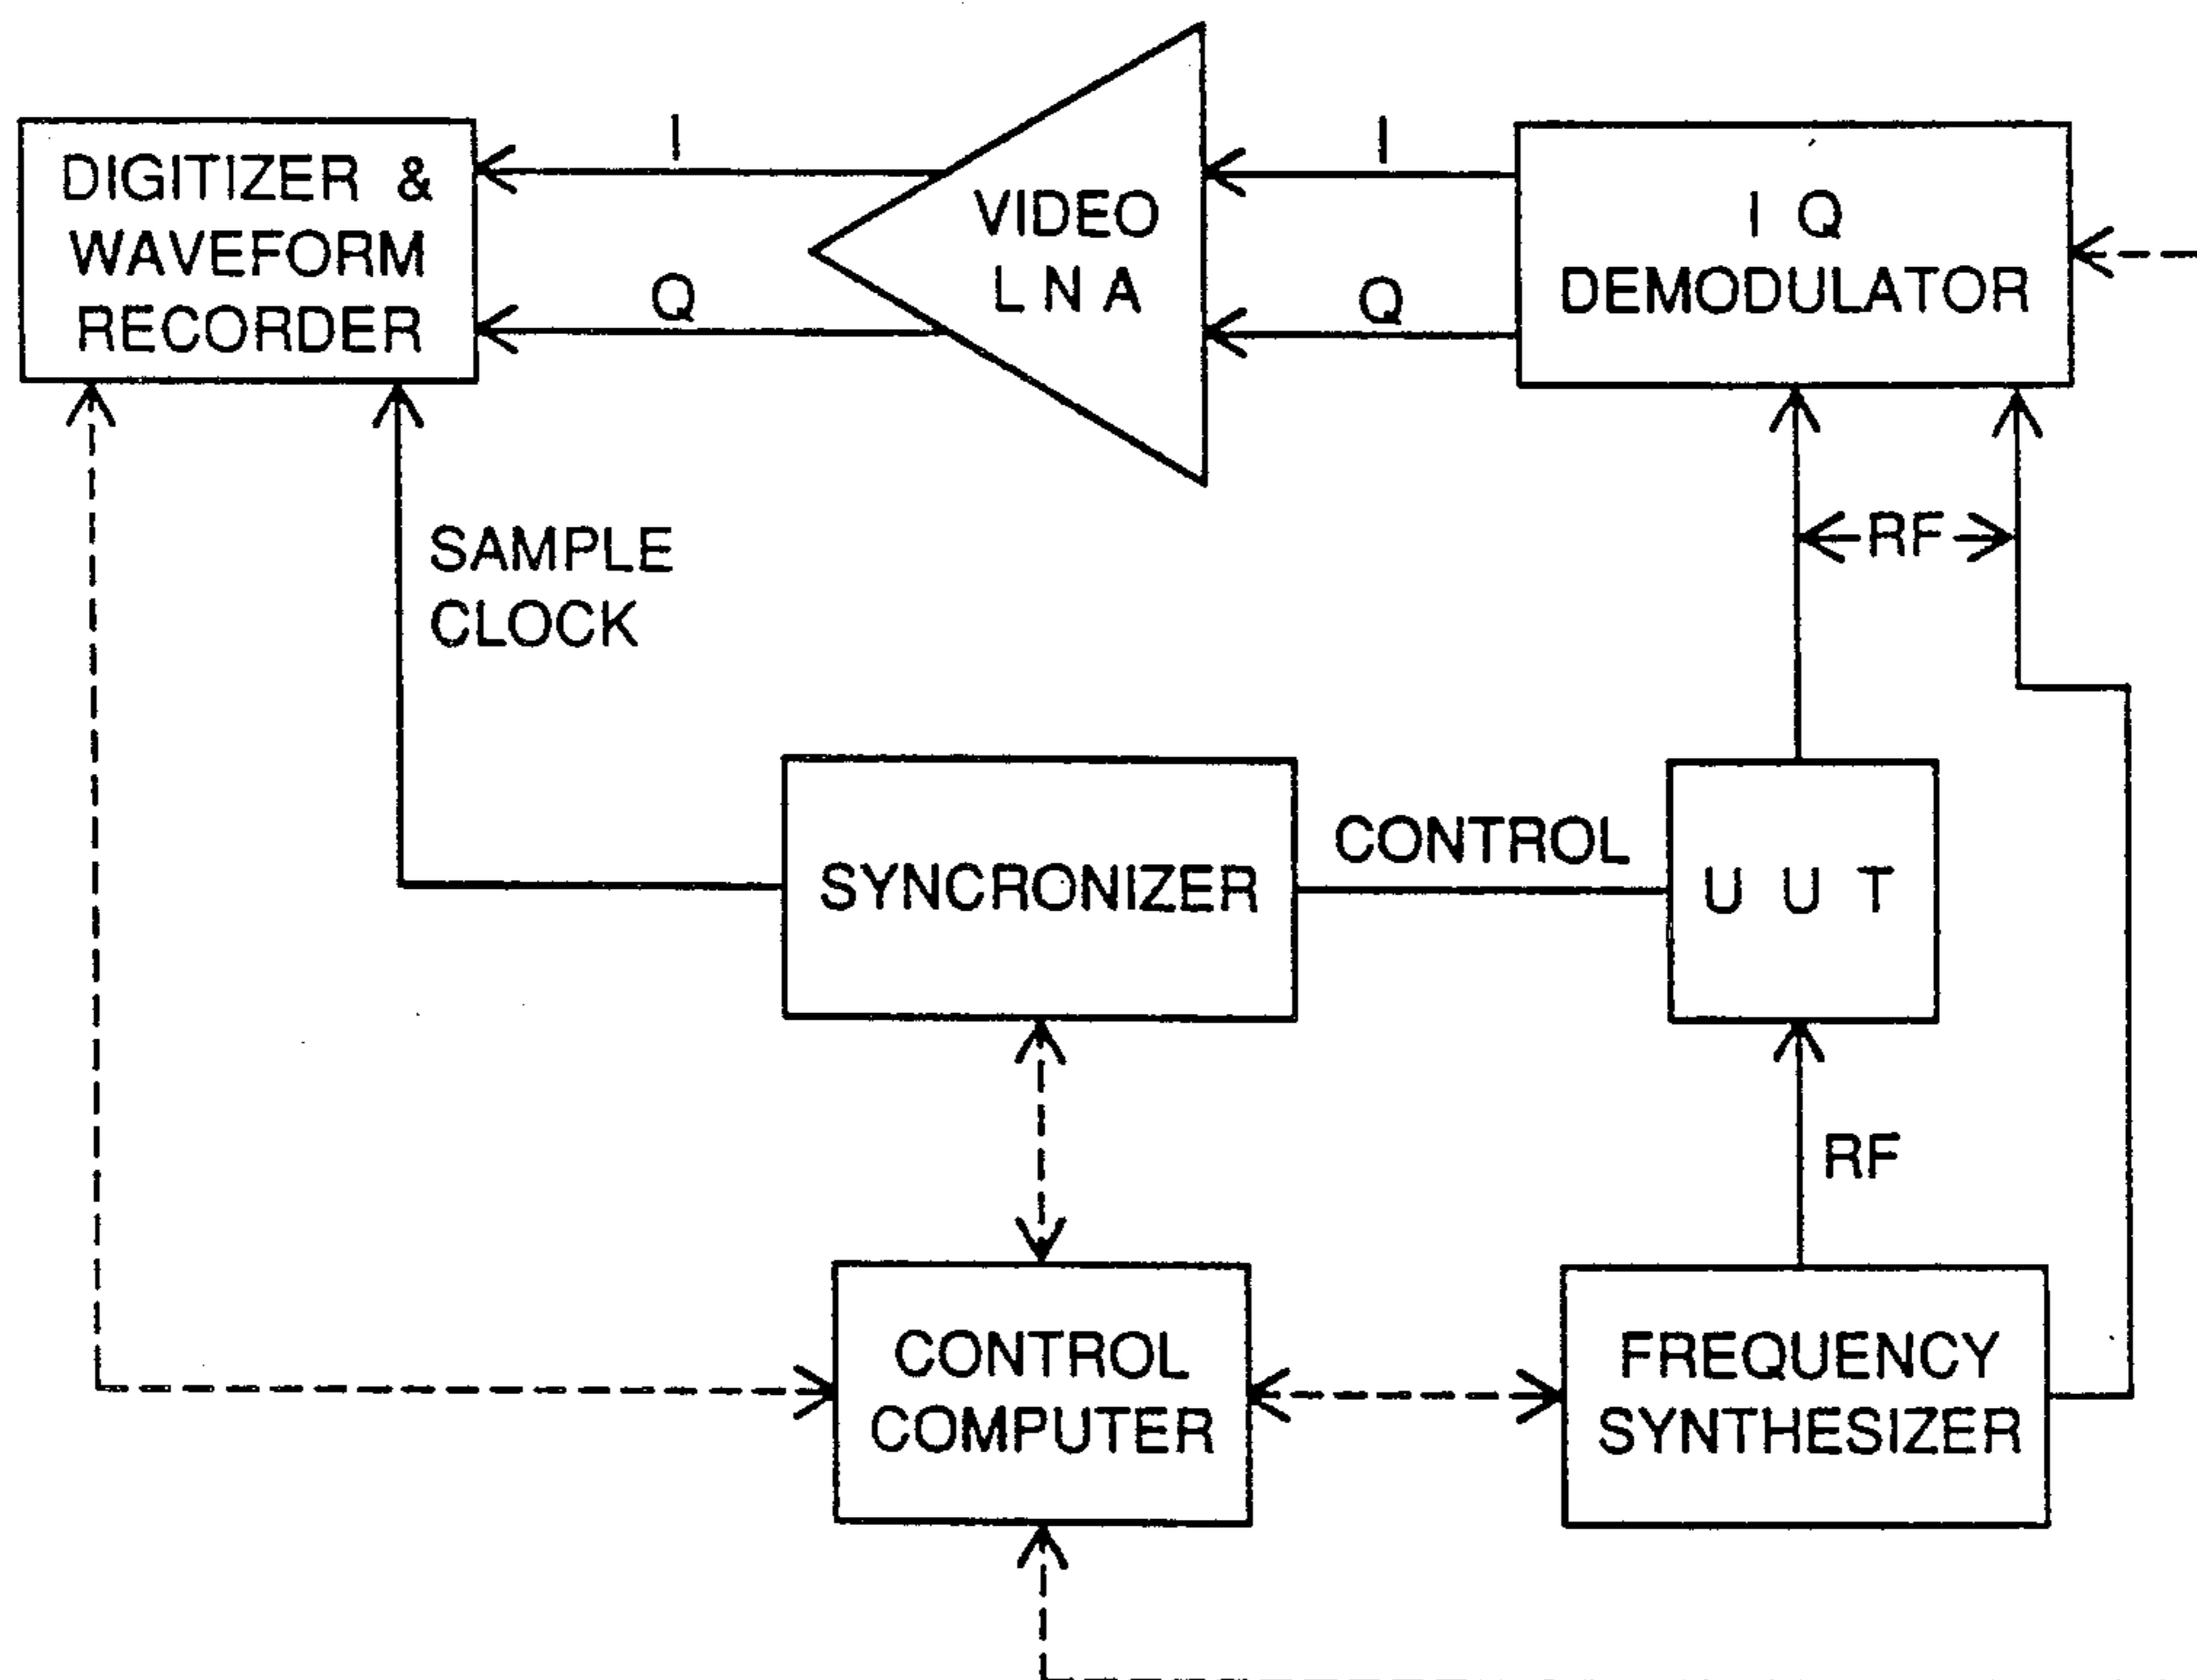 I
I
DIGITIZER &
WAVEFORM
RECORDER
VIDEO
L N A
I Q
DEMODULATOR
Q
Q
SAMPLE
CLOCK
RF
SYNCRONIZER
CONTROL
U U T
RF
CONTROL
COMPUTER
FREQUENCY
SYNTHESIZER